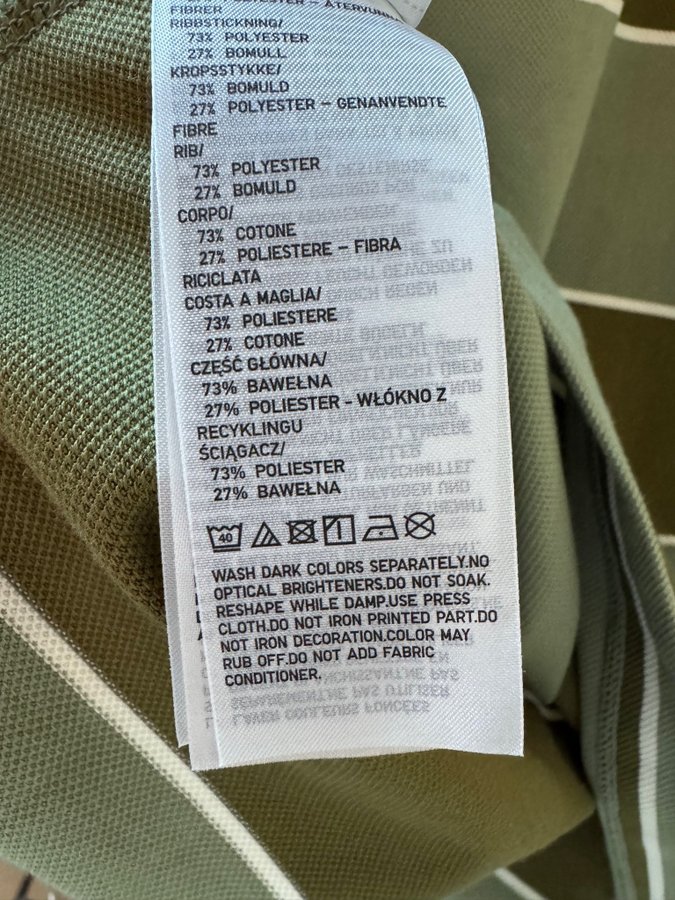 FIBRER
RIBBSTICKNING/
73% POLYESTER
27% BOMULL
KROPSSTYKKE/
73% BOMULD
27% POLYESTER – GENANVENDTE
FIBRE
RIB/
73% POLYESTER
27% BOMULD
CORPO/
73% COTONE
27% POLIESTERE – FIBRA
RICICLATA
COSTA A MAGLIA/
73% POLIESTERE
27% COTONE
CZĘŚĆ GŁÓWNA/
73% BAWEŁNA
27% POLIESTER - WŁÓKNO Z
RECYKLINGU
ŚCIĄGACZ/
73% POLIESTER
27% BAWEŁNA
40
WASH DARK COLORS SEPARATELY.NO
OPTICAL BRIGHTENERS.DO NOT SOAK.
RESHAPE WHILE DAMP.USE PRESS
CLOTH.DO NOT IRON PRINTED PART.DO
NOT IRON DECORATION.COLOR MAY
RUB OFF.DO NOT ADD FABRIC
CONDITIONER.